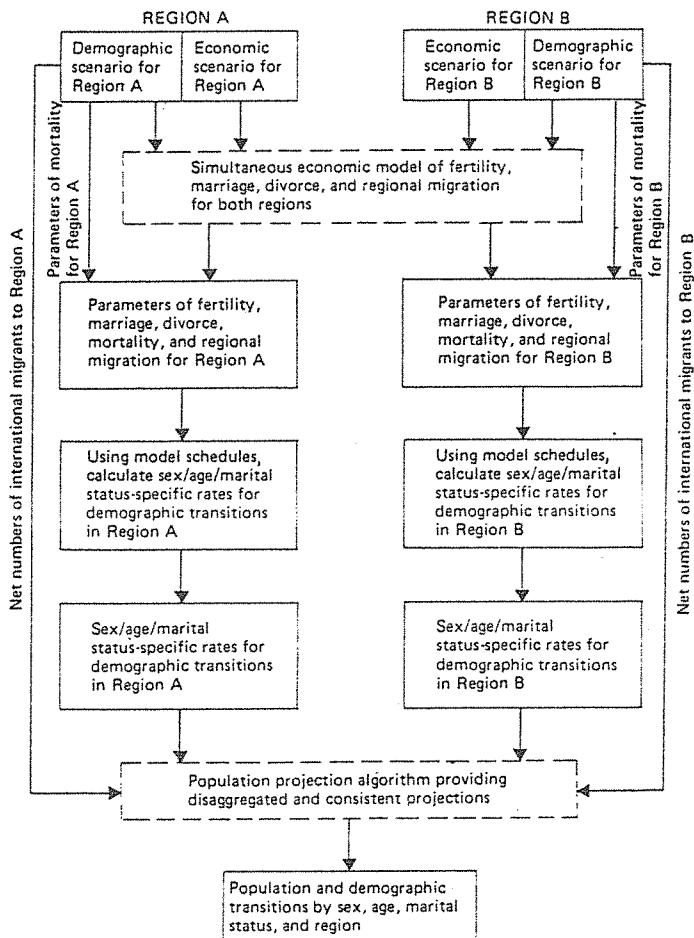 REGION A
REGION B
Demographic
scenario for
Region A
Economic
scenario for
Region A
Economic
scenario for
Region B
Demographic
scenario for
Region B
Parameters of mortality
for Region A
Parameters of mortality
for Region B
Net numbers of international migrants to Region A
Net numbers of international migrants to Region B
Simultaneous economic model of fertility,
marriage, divorce, and regional migration
for both regions
Parameters of fertility,
marriage, divorce,
mortality, and regional
migration for Region A
Parameters of fertility,
marriage, divorce,
mortality, and regional
migration for Region B
Using model schedules,
calculate sex/age/marital
status-specific rates for
demographic transitions
in Region A
Using model schedules,
calculate sex/age/marital
status-specific rates for
demographic transitions
in Region B
Sex/age/marital
status-specific rates for
demographic transitions
in Region A
Sex/age/marital
status-specific rates for
demographic transitions
in Region B
Population projection algorithm providing
disaggregated and consistent projections
Population and demographic
transitions by sex, age, marital
status, and region